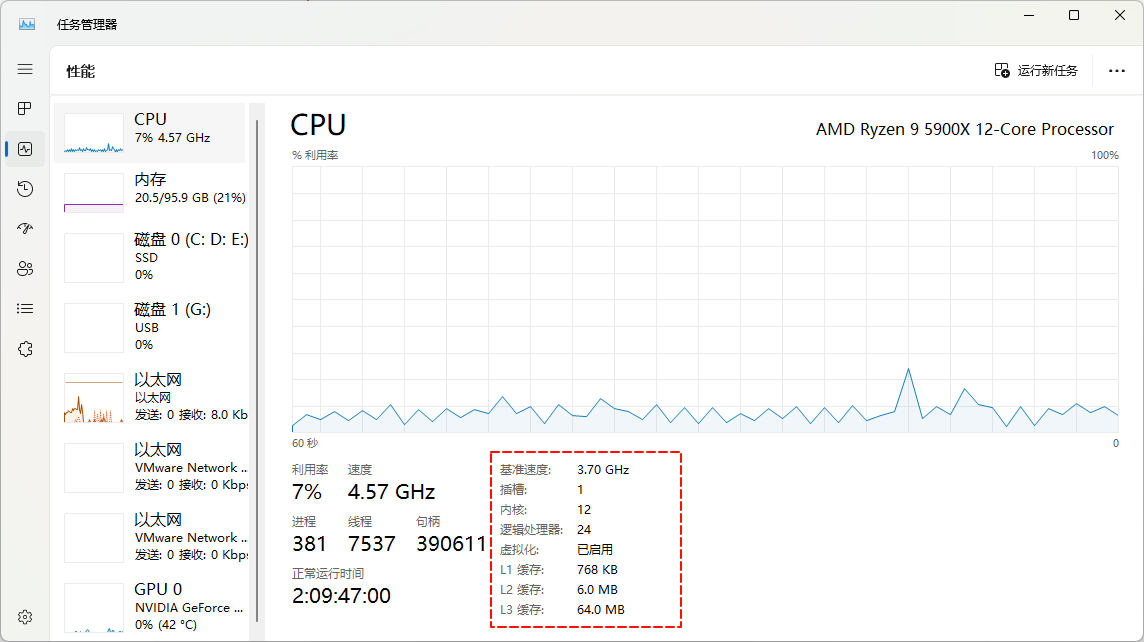 任务管理器
性能
运行新任务
CPU
7% 4.57 GHz
内存
20.5/95.9 GB (21%)
磁盘 0 (C: D: E:)
SSD
0%
磁盘 1 (G:)
USB
0%
以太网
以太网
发送: 0 接收: 8.0 Kb
以太网
VMware Network ...
发送: 0 接收: 0 Kbps
以太网
VMware Network ...
发送: 0 接收: 0 Kbps
GPU 0
NVIDIA GeForce ...
0% (42 °C)
CPU
AMD Ryzen 9 5900X 12-Core Processor
% 利用率
100%
60 秒
0
利用率 速度
7% 4.57 GHz
进程 线程 句柄
381 7537 390611
正常运行时间
2:09:47:00
基准速度: 3.70 GHz
插槽: 1
内核: 12
逻辑处理器: 24
虚拟化: 已启用
L1 缓存: 768 KB
L2 缓存: 6.0 MB
L3 缓存: 64.0 MB